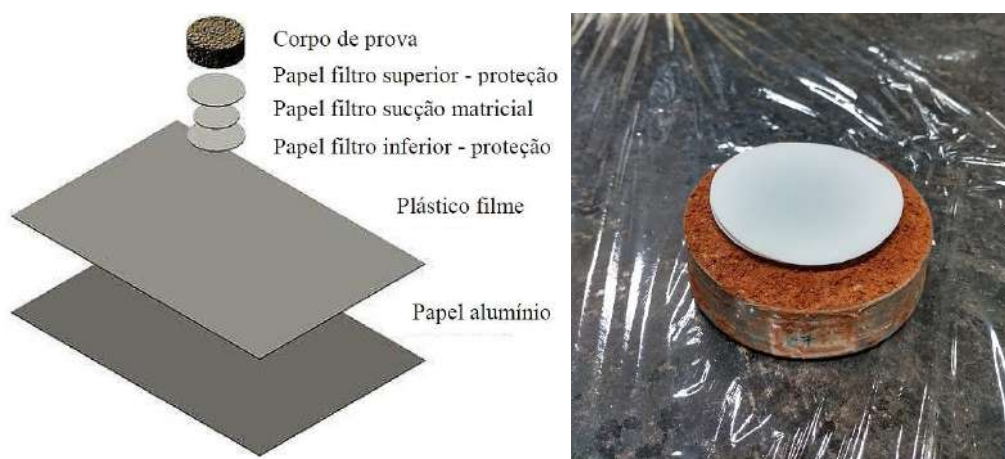 Corpo de prova
Papel filtro superior - proteção
Papel filtro sucção matricial
Papel filtro inferior - proteção
Plástico filme
Papel alumínio